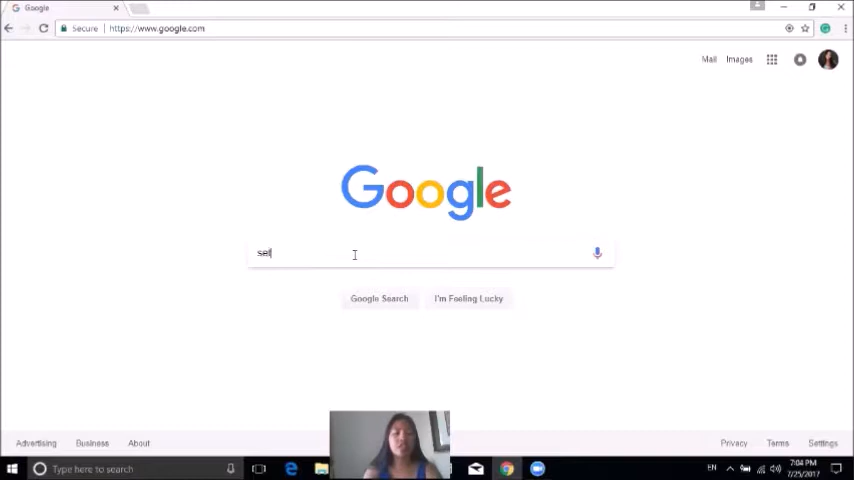 Google
Secure https://www.google.com
Mail Images
Google
Google Search I'm Feeling Lucky
Advertising Business About Privacy Terms Settings
Type here to search EN 7:04 PM
7/25/2017